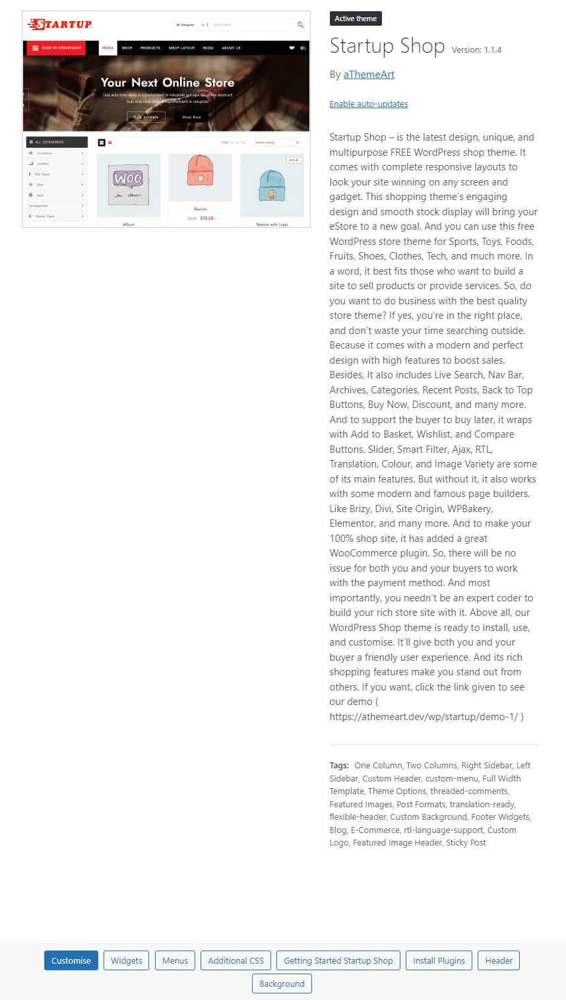 STARTUP
All Categories
Search here..
SHOP BY DEPARTMENT
HOME
SHOP
PRODUCTS
SHOP LAYOUT
BLOG
ABOUT US
Your Next Online Store
Duis aute irure dolor in reprehenderit in voluptate in culpa qui officia deserunt
Duis aute irure dolor in reprehenderit in voluptate
New Arrivals
Shop Now
ALL CATEGORIES
Accessories
Jewellery
Man Classic
Other
Sport
Uncategorized
Woman Classic
VIEW 12 / 24 / ALL
Default sorting
WOO
the album
Album
Beanie
$20.00 $18.00
SALE!
Beanie with Logo
Active theme
Startup Shop Version: 1.1.4
By aThemeArt
Enable auto-updates
Startup Shop – is the latest design, unique, and
multipurpose FREE WordPress shop theme. It
comes with complete responsive layouts to
look your site winning on any screen and
gadget. This shopping theme’s engaging
design and smooth stock display will bring your
eStore to a new goal. And you can use this free
WordPress store theme for Sports, Toys, Foods,
Fruits, Shoes, Clothes, Tech, and much more. In
a word, it best fits those who want to build a
site to sell products or provide services. So, do
you want to do business with the best quality
store theme? If yes, you’re in the right place,
and don’t waste your time searching outside.
Because it comes with a modern and perfect
design with high features to boost sales.
Besides, It also includes Live Search, Nav Bar,
Archives, Categories, Recent Posts, Back to Top
Buttons, Buy Now, Discount, and many more.
And to support the buyer to buy later, it wraps
with Add to Basket, Wishlist, and Compare
Buttons. Slider, Smart Filter, Ajax, RTL,
Translation, Colour, and Image Variety are some
of its main features. But without it, it also works
with some modern and famous page builders.
Like Brizy, Divi, Site Origin, WPBakery,
Elementor, and many more. And to make your
100% shop site, it has added a great
WooCommerce plugin. So, there will be no
issue for both you and your buyers to work
with the payment method. And most
importantly, you needn’t be an expert coder to
build your rich store site with it. Above all, our
WordPress Shop theme is ready to install, use,
and customise. It’ll give both you and your
buyer a friendly user experience. And its rich
shopping features make you stand out from
others. If you want, click the link given to see
our demo (
https://athemeart.dev/wp/startup/demo-1/ )
Tags: One Column, Two Columns, Right Sidebar, Left
Sidebar, Custom Header, custom-menu, Full Width
Template, Theme Options, threaded-comments,
Featured Images, Post Formats, translation-ready,
flexible-header, Custom Background, Footer Widgets,
Blog, E-Commerce, rtl-language-support, Custom
Logo, Featured Image Header, Sticky Post
Customise
Widgets
Menus
Additional CSS
Getting Started Startup Shop
Install Plugins
Header
Background